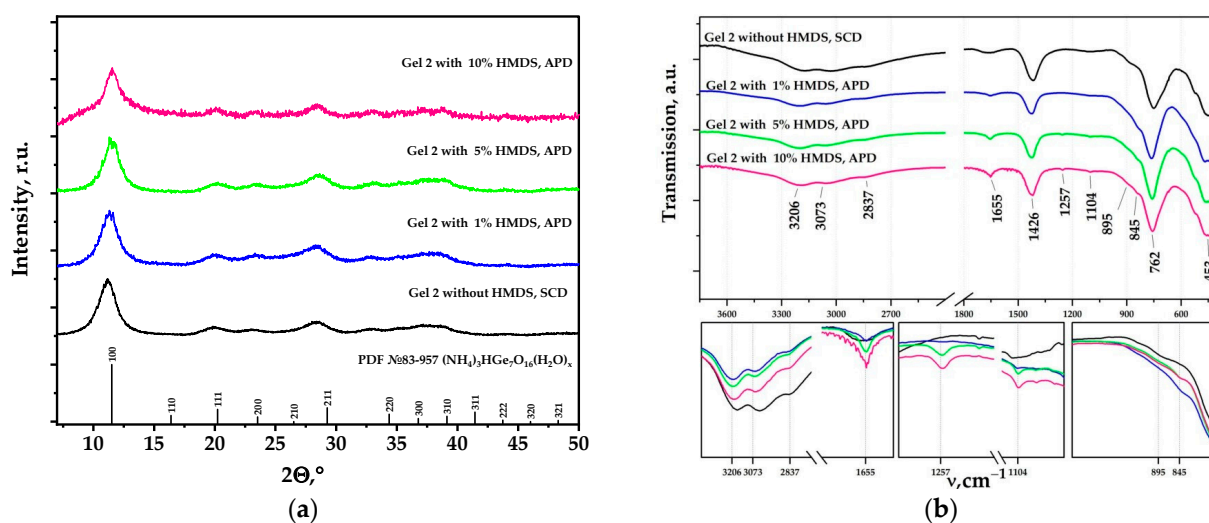 Intensity, r.u.
Gel 2 with 10% HMDS, APD
Gel 2 with 5% HMDS, APD
Gel 2 with 1% HMDS, APD
Gel 2 without HMDS, SCD
PDF №83-957 (NH₄)₃HGe₇O₁₆(H₂O)ₓ
100
110
111
200
210
211
220
300
310
311
222
320
321
10 15 20 25 30 35 40 45 50
2Θ,°
(a)
Transmission, a.u.
Gel 2 without HMDS, SCD
Gel 2 with 1% HMDS, APD
Gel 2 with 5% HMDS, APD
Gel 2 with 10% HMDS, APD
3206
3073
2837
1655
1426
1257
1104
895
845
762
3600 3300 3000 2700 1800 1500 1200 900 600
3206 3073 2837 1655 1257 1104 895 845
ν,cm⁻¹
(b)